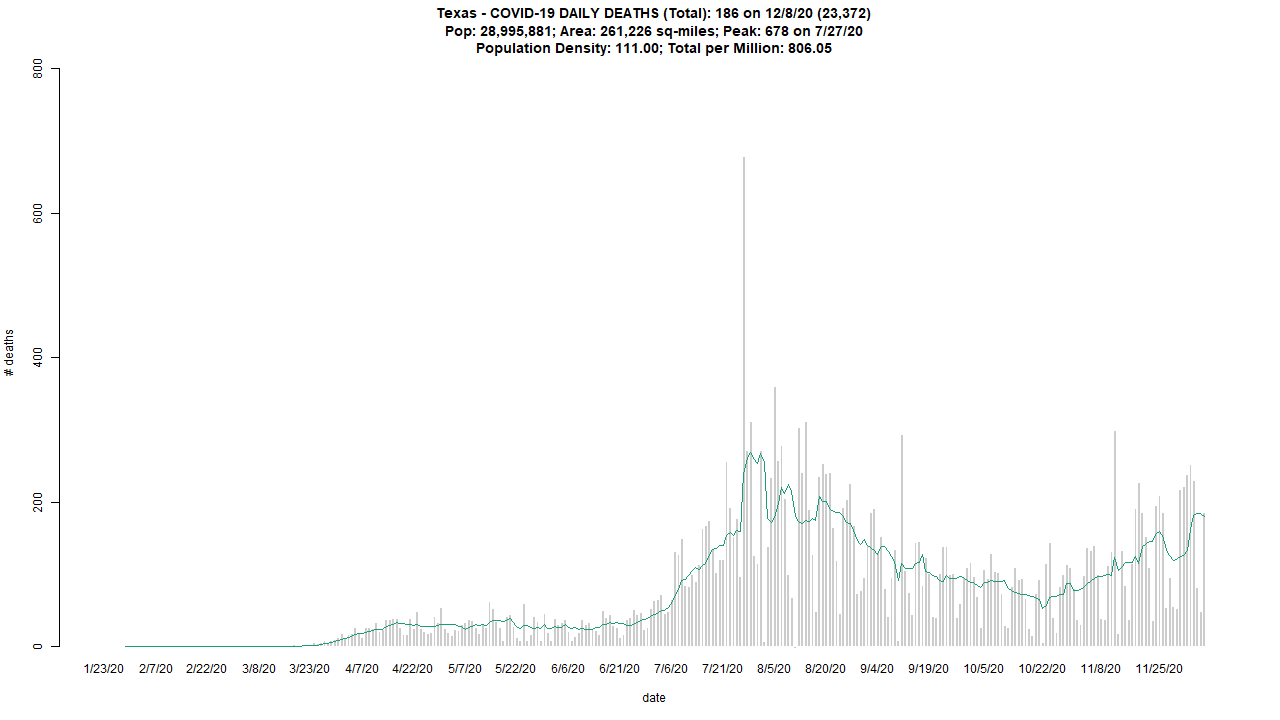 Texas - COVID-19 DAILY DEATHS (Total): 186 on 12/8/20 (23,372)
Pop: 28,995,881; Area: 261,226 sq-miles; Peak: 678 on 7/27/20
Population Density: 111.00; Total per Million: 806.05
800
600
400
200
0
# deaths
1/23/20 2/7/20 2/22/20 3/8/20 3/23/20 4/7/20 4/22/20 5/7/20 5/22/20 6/6/20 6/21/20 7/6/20 7/21/20 8/5/20 8/20/20 9/4/20 9/19/20 10/5/20 10/22/20 11/8/20 11/25/20
date